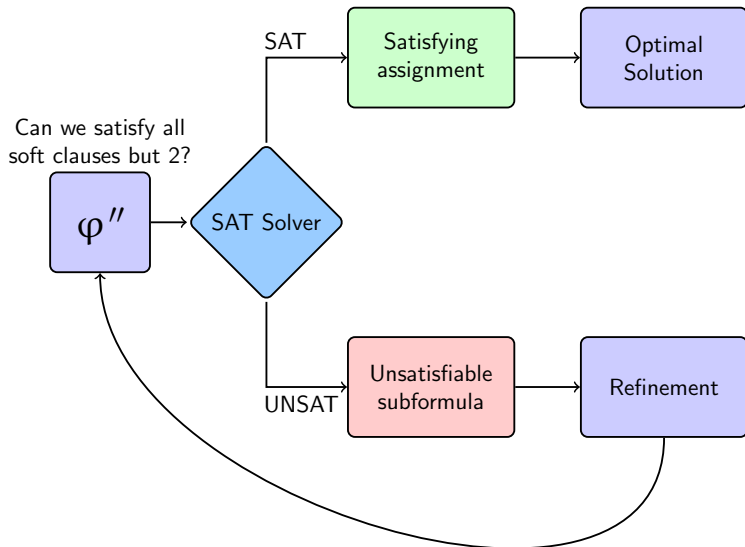 SAT
Satisfying
assignment
Optimal
Solution
Can we satisfy all
soft clauses but 2?
φ″
SAT Solver
UNSAT
Unsatisfiable
subformula
Refinement